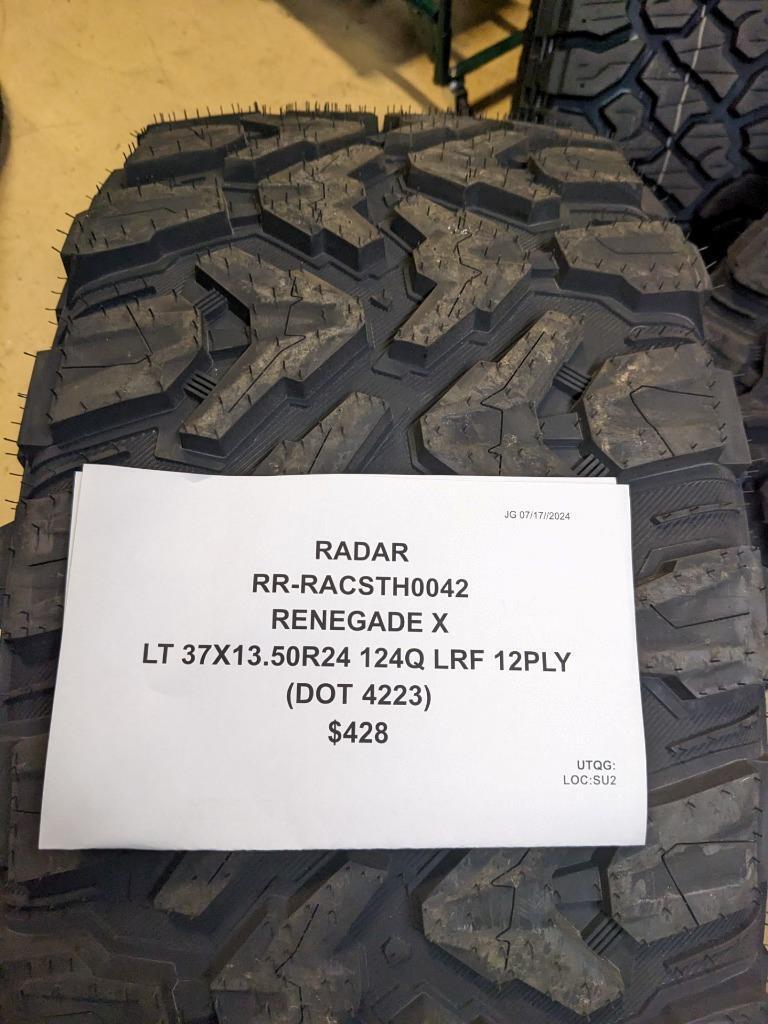 JG 07/17//2024
RADAR
RR-RACSTH0042
RENEGADE X
LT 37X13.50R24 124Q LRF 12PLY
(DOT 4223)
$428
UTQG:
LOC:SU2